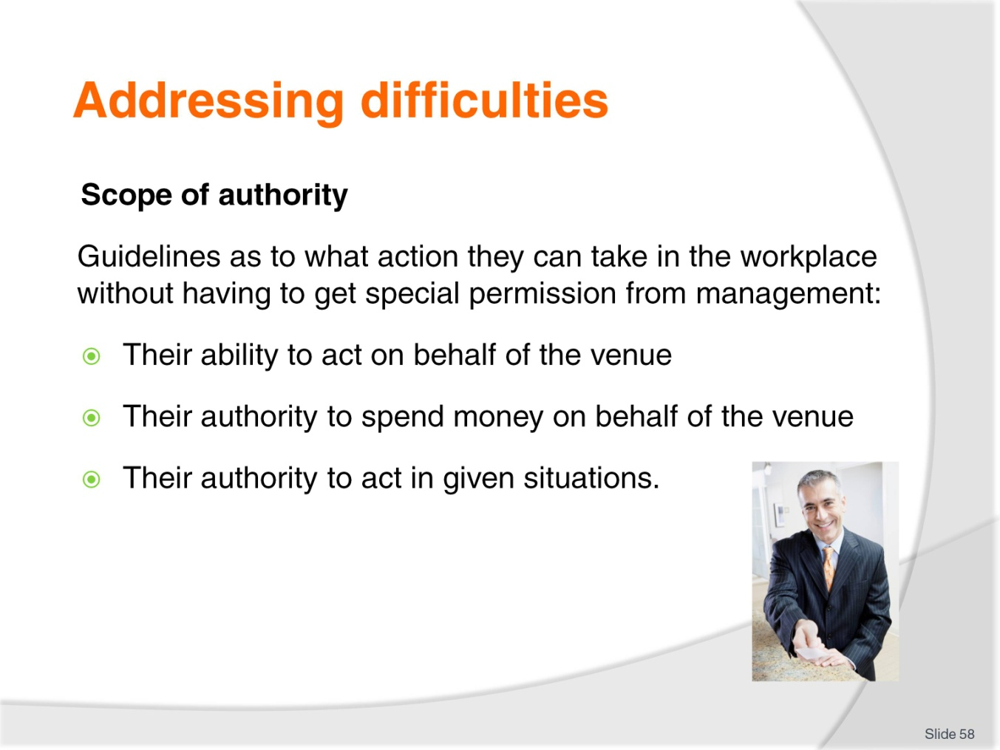 Addressing difficulties
Scope of authority
Guidelines as to what action they can take in the workplace
without having to get special permission from management:
Their ability to act on behalf of the venue
Their authority to spend money on behalf of the venue
Their authority to act in given situations.
Slide 58